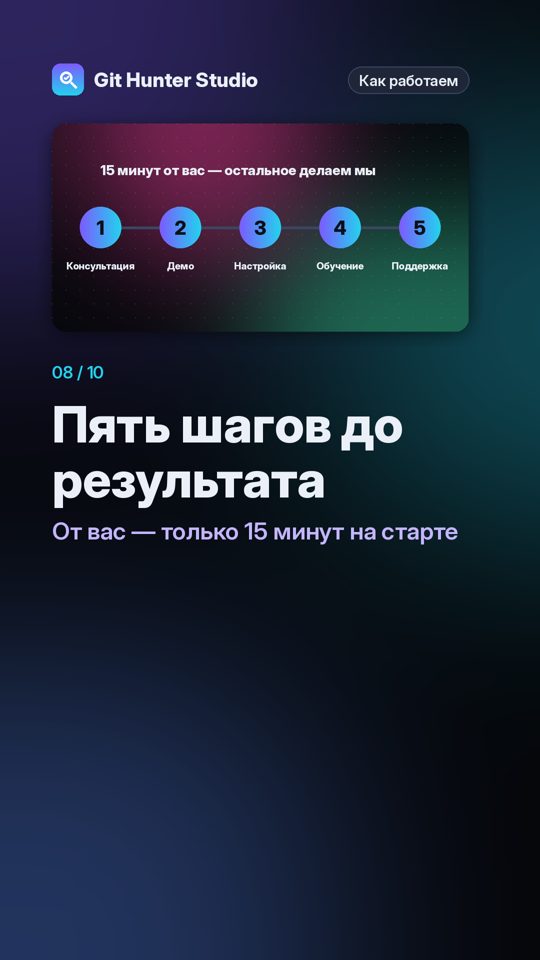 Git Hunter Studio
Как работаем
15 минут от вас — остальное делаем мы
1 2 3 4 5
Консультация Демо Настройка Обучение Поддержка
08 / 10
Пять шагов до
результата
От вас — только 15 минут на старте